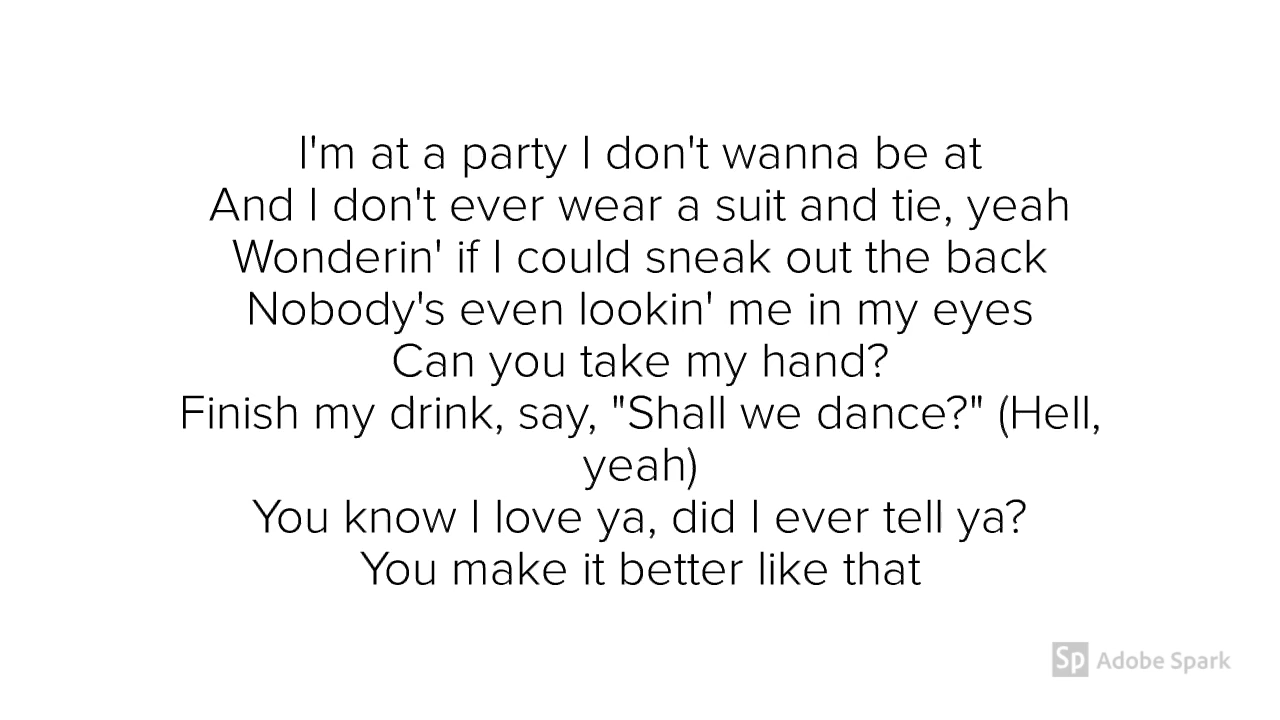 I'm at a party I don't wanna be at
And I don't ever wear a suit and tie, yeah
Wonderin' if I could sneak out the back
Nobody's even lookin' me in my eyes
Can you take my hand?
Finish my drink, say, "Shall we dance?" (Hell,
yeah)
You know I love ya, did I ever tell ya?
You make it better like that
Sp Adobe Spark